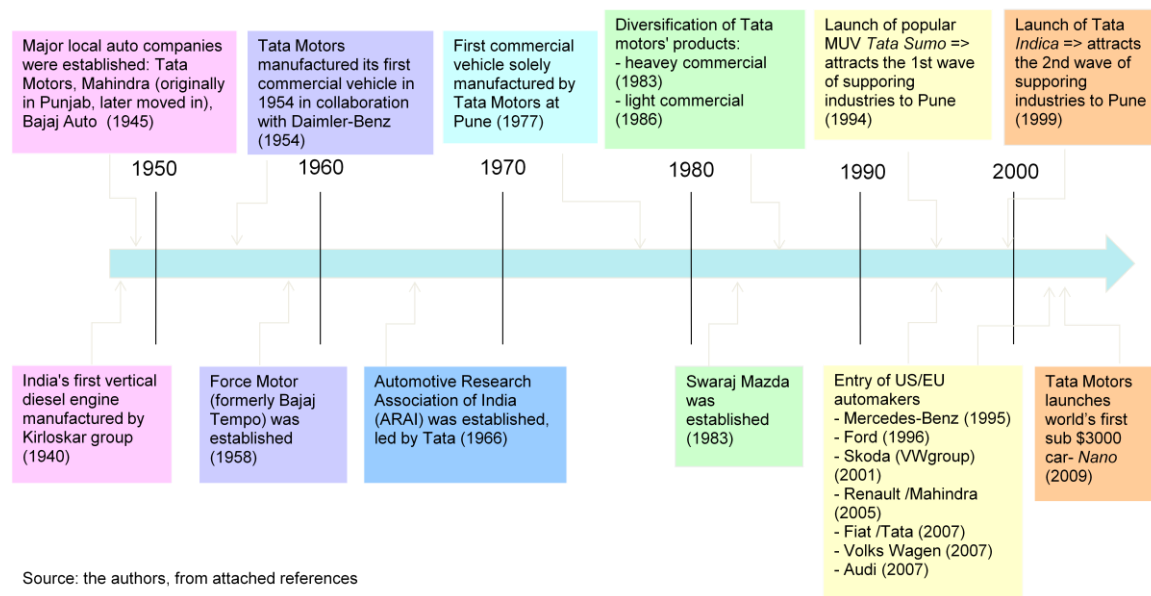 Major local auto companies
were established: Tata
Motors, Mahindra (originally
in Punjab, later moved in),
Bajaj Auto  (1945)
Tata Motors
manufactured its first
commercial vehicle in
1954 in collaboration
with Daimler-Benz
(1954)
First commercial
vehicle solely
manufactured by
Tata Motors at
Pune (1977)
Diversification of Tata
motors' products:
- heavey commercial
(1983)
- light commercial
(1986)
Launch of popular
MUV Tata Sumo =>
attracts the 1st wave
of supporing
industries to Pune
(1994)
Launch of Tata
Indica => attracts
the 2nd wave of
supporing
industries to Pune
(1999)
1950
1960
1970
1980
1990
2000
India's first vertical
diesel engine
manufactured by
Kirloskar group
(1940)
Force Motor
(formerly Bajaj
Tempo) was
established
(1958)
Automotive Research
Association of India
(ARAI) was established,
led by Tata (1966)
Swaraj Mazda
was
established
(1983)
Entry of US/EU
automakers
- Mercedes-Benz (1995)
- Ford (1996)
- Skoda (VWgroup)
(2001)
- Renault /Mahindra
(2005)
- Fiat /Tata (2007)
- Volks Wagen (2007)
- Audi (2007)
Tata Motors
launches
world's first
sub $3000
car- Nano
(2009)
Source: the authors, from attached references